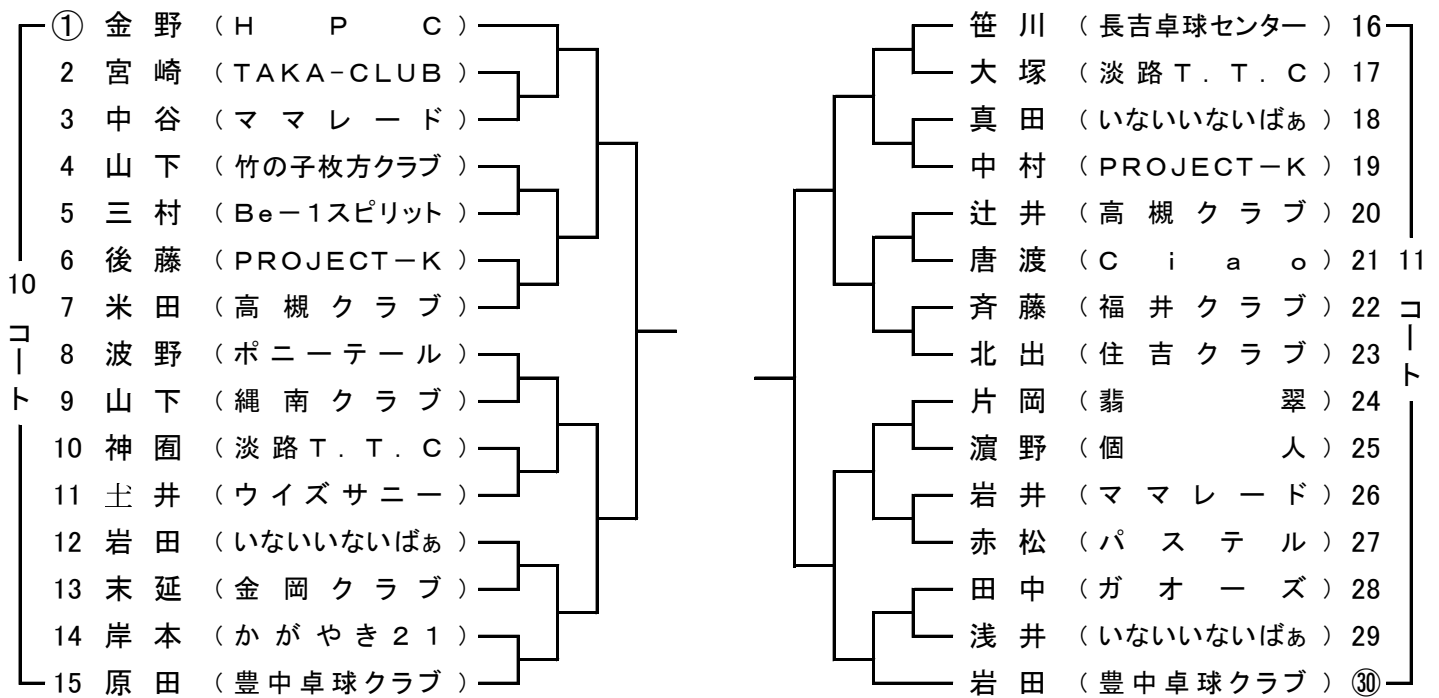 ① 金野 (HPC)
2 宮崎 (TAKA-CLUB)
3 中谷 (ママレード)
4 山下 (竹の子枚方クラブ)
5 三村 (Be−1スピリット)
6 後藤 (PROJECT−K)
7 米田 (高槻クラブ)
8 波野 (ポニーテール)
9 山下 (縄南クラブ)
10 神囿 (淡路T.T.C)
11 土井 (ウイズサニー)
12 岩田 (いないいないばぁ)
13 末延 (金岡クラブ)
14 岸本 (かがやき21)
15 原田 (豊中卓球クラブ)
10コート
笹川 (長吉卓球センター) 16
大塚 (淡路T.T.C) 17
真田 (いないいないばぁ) 18
中村 (PROJECT−K) 19
辻井 (高槻クラブ) 20
唐渡 (Ciao) 21
斉藤 (福井クラブ) 22
北出 (住吉クラブ) 23
片岡 (翡翠) 24
濵野 (個人) 25
岩井 (ママレード) 26
赤松 (パステル) 27
田中 (ガオーズ) 28
浅井 (いないいないばぁ) 29
岩田 (豊中卓球クラブ) ㉚
11コート